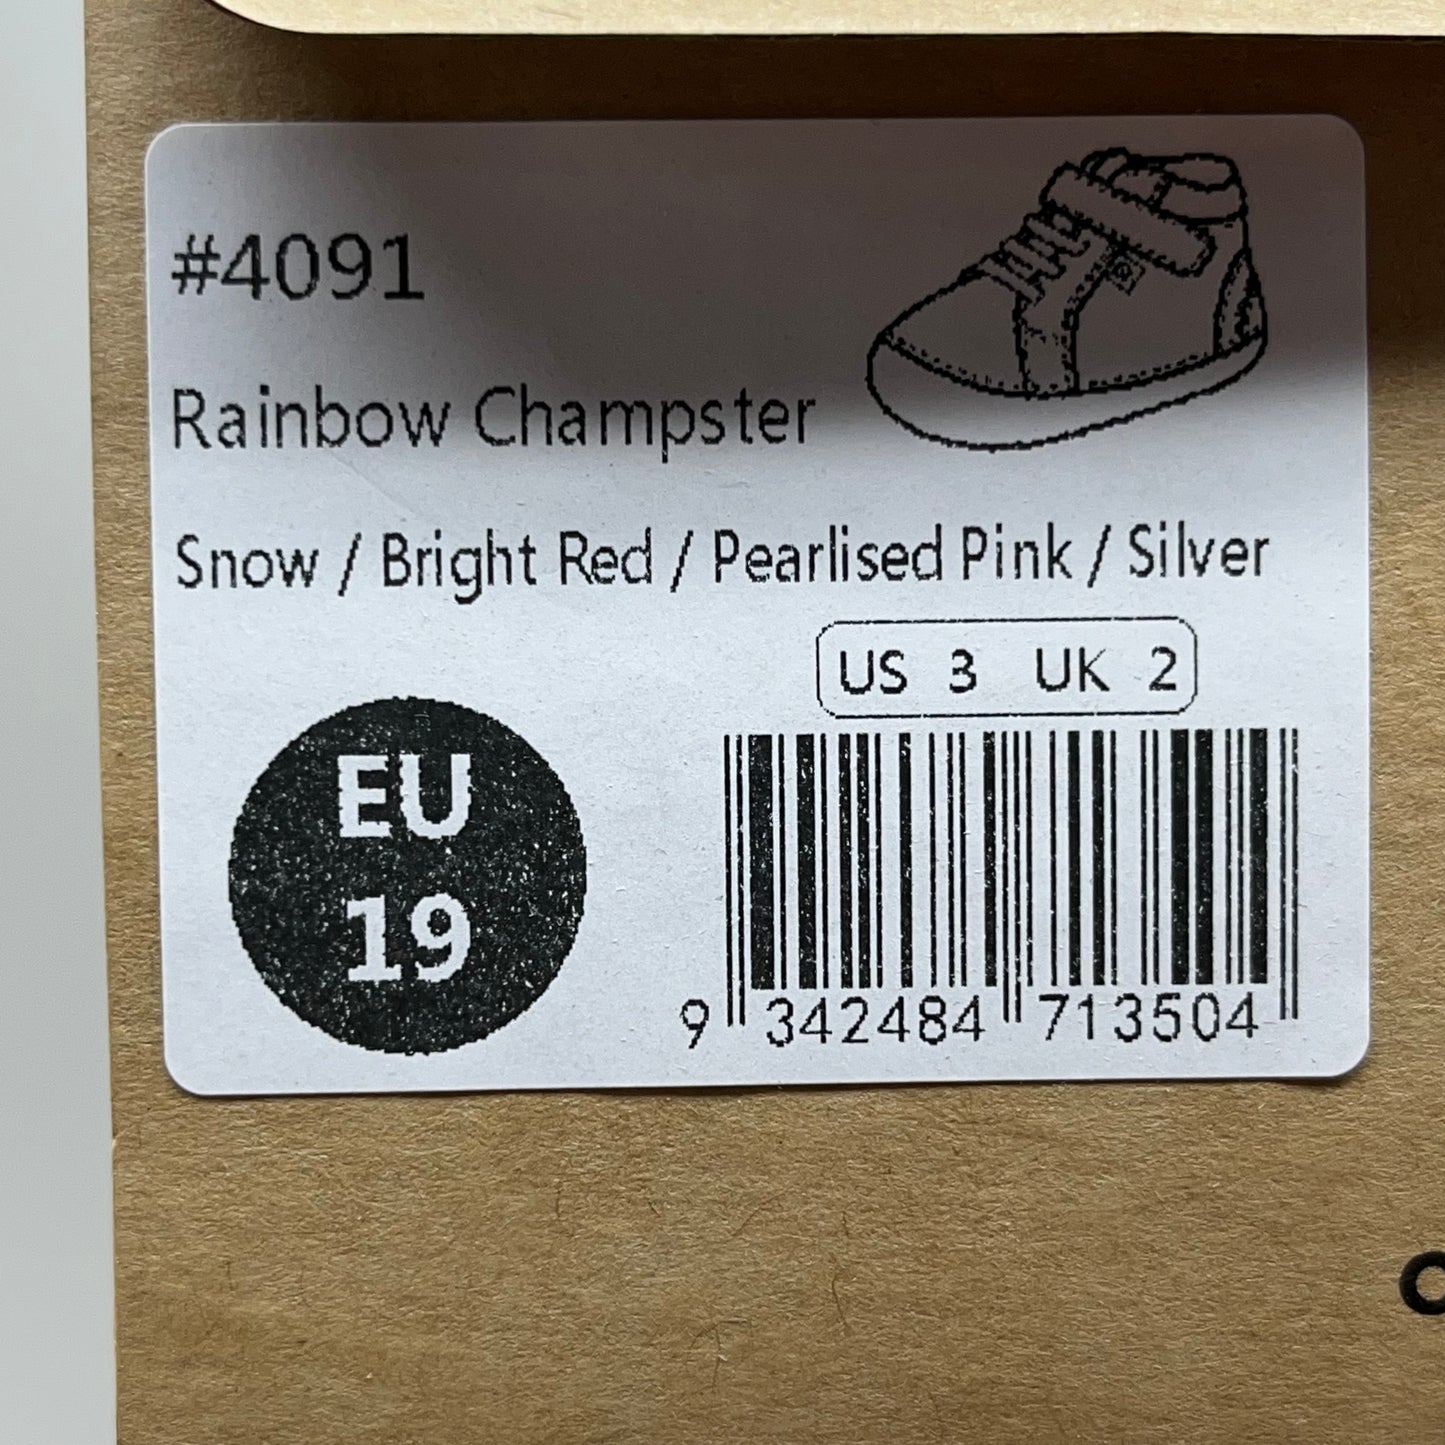 #4091
Rainbow Champster
Snow / Bright Red / Pearlised Pink / Silver
US 3 UK 2
EU
19
9 342484 713504